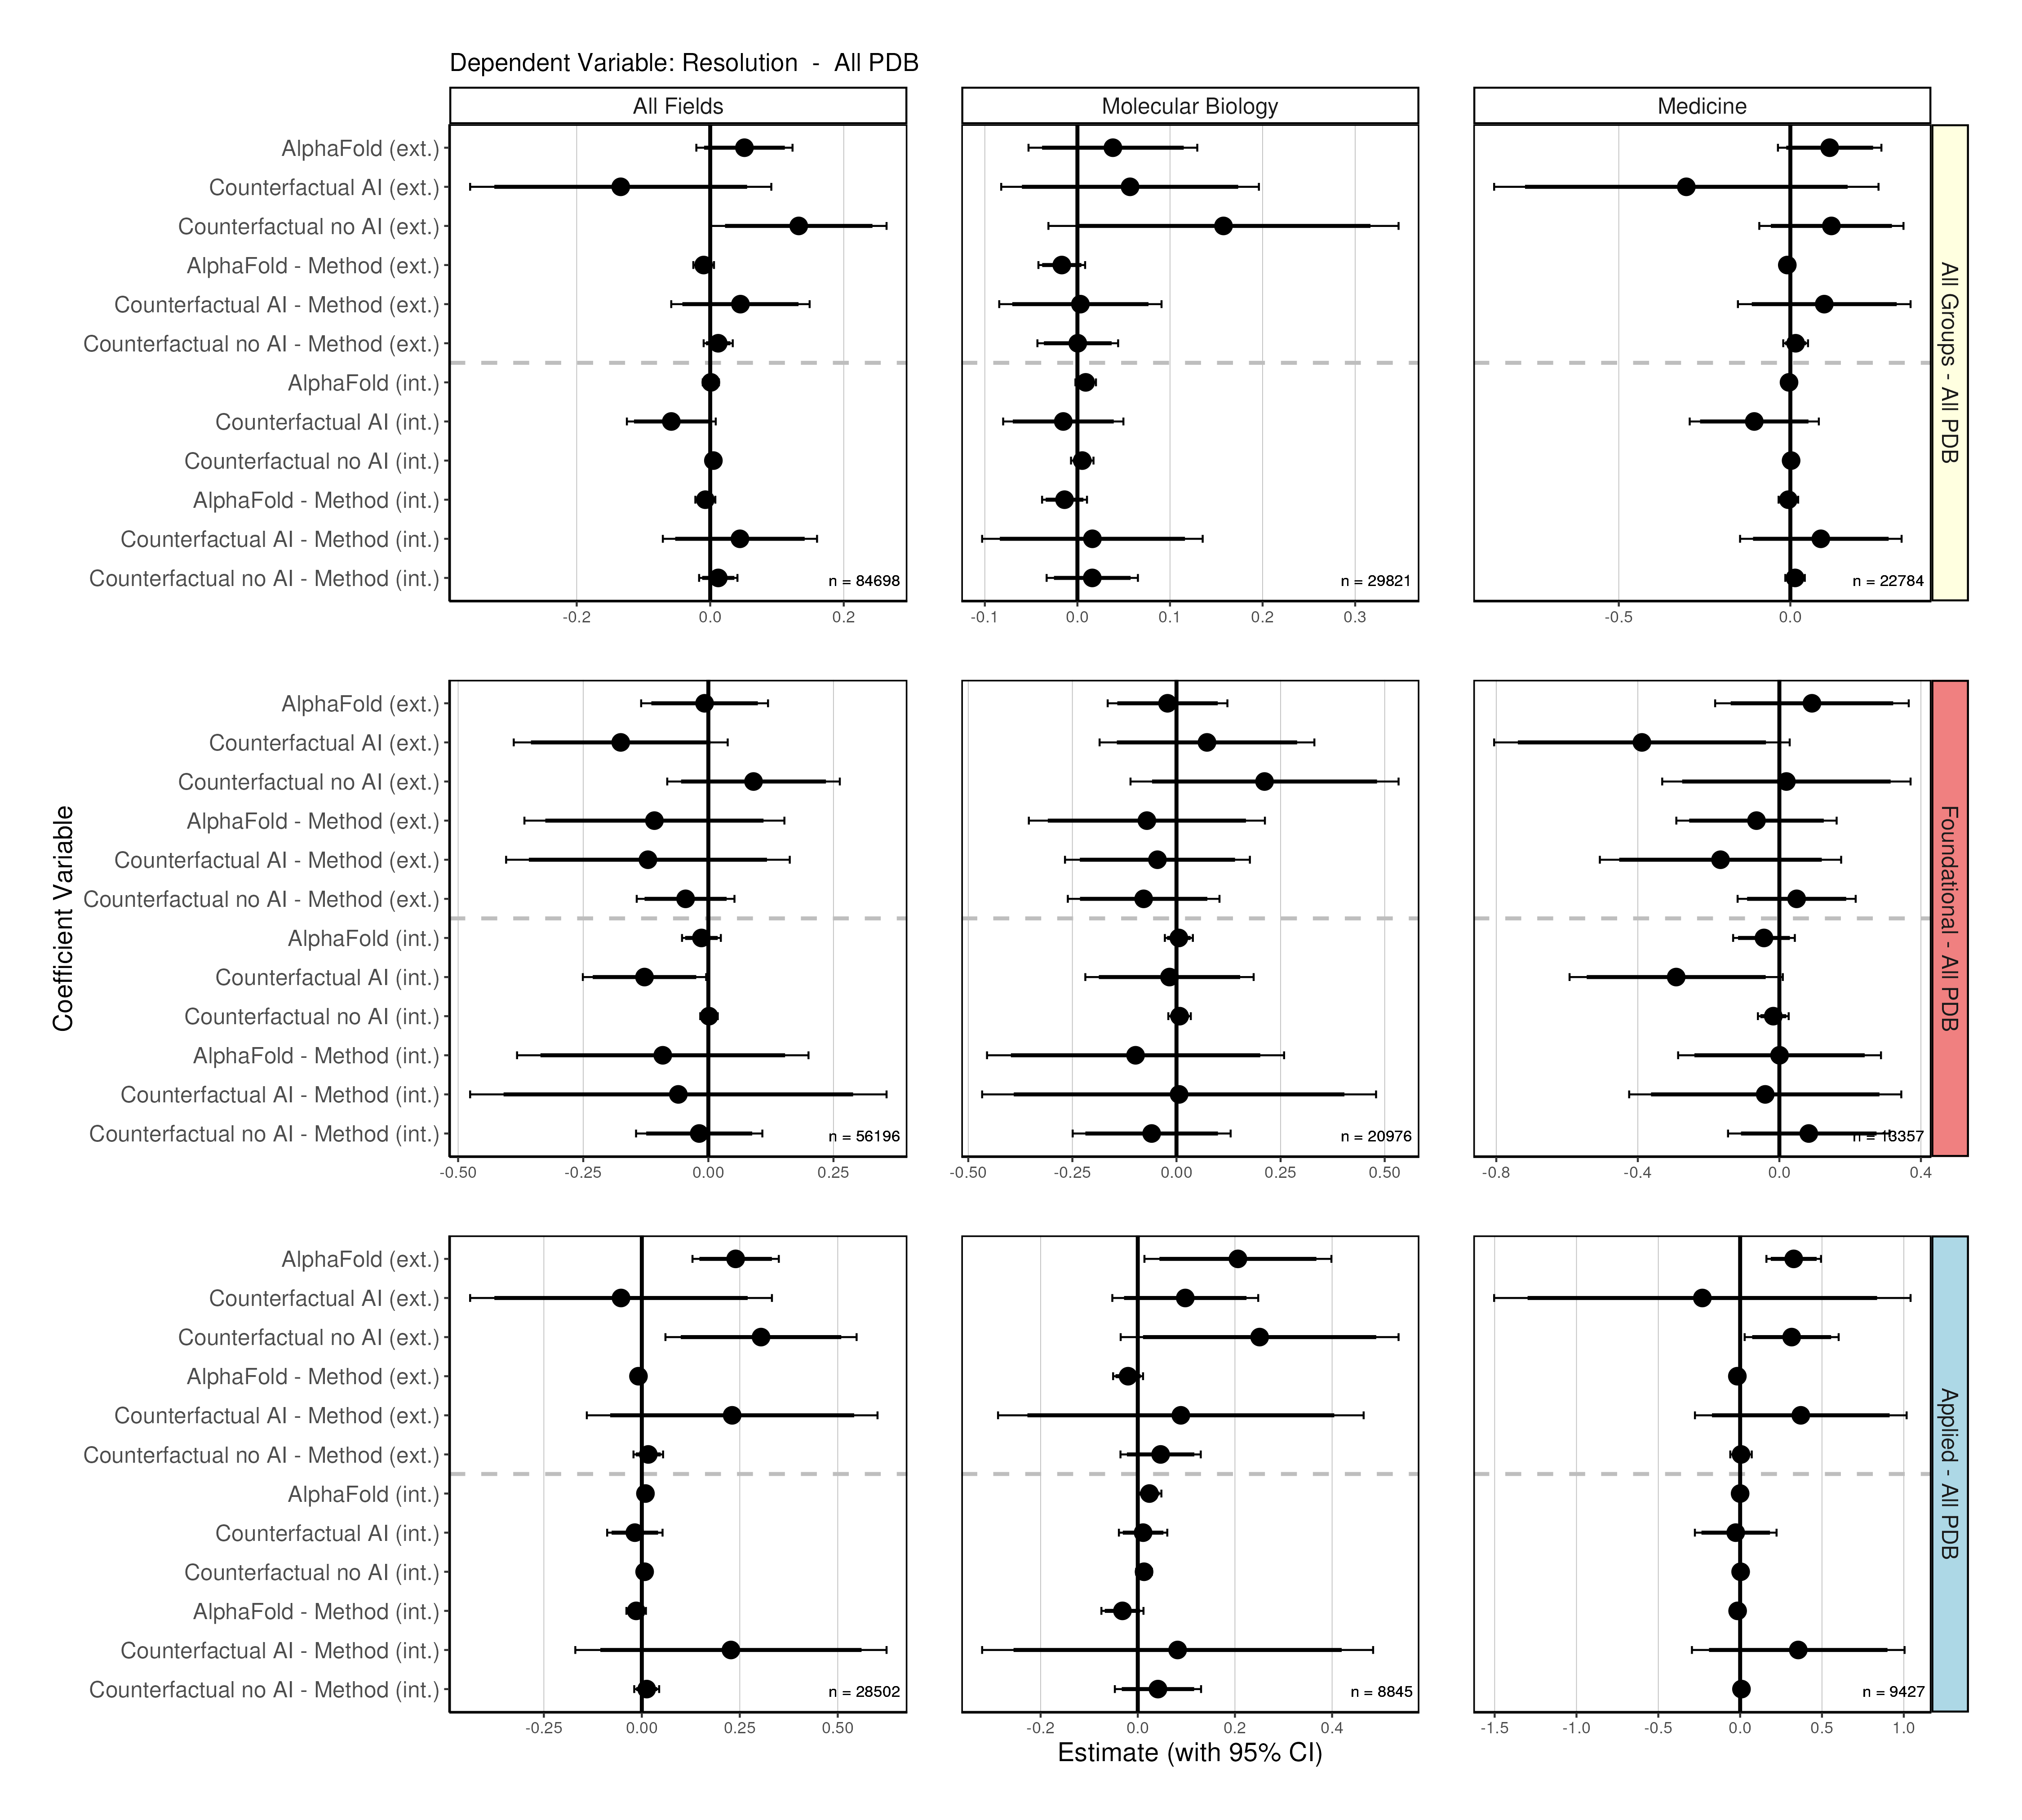 Dependent Variable: Resolution - All PDB
All Fields
Molecular Biology
Medicine
AlphaFold (ext.)
Counterfactual AI (ext.)
Counterfactual no AI (ext.)
AlphaFold - Method (ext.)
Counterfactual AI - Method (ext.)
Counterfactual no AI - Method (ext.)
AlphaFold (int.)
Counterfactual AI (int.)
Counterfactual no AI (int.)
AlphaFold - Method (int.)
Counterfactual AI - Method (int.)
Counterfactual no AI - Method (int.)
n = 84698
n = 29821
n = 22784
All Groups - All PDB
-0.2 0.0 0.2
-0.1 0.0 0.1 0.2 0.3
-0.5 0.0
Coefficient Variable
AlphaFold (ext.)
Counterfactual AI (ext.)
Counterfactual no AI (ext.)
AlphaFold - Method (ext.)
Counterfactual AI - Method (ext.)
Counterfactual no AI - Method (ext.)
AlphaFold (int.)
Counterfactual AI (int.)
Counterfactual no AI (int.)
AlphaFold - Method (int.)
Counterfactual AI - Method (int.)
Counterfactual no AI - Method (int.)
n = 56196
n = 20976
n = 13357
Foundational - All PDB
-0.50 -0.25 0.00 0.25
-0.50 -0.25 0.00 0.25 0.50
-0.8 -0.4 0.0 0.4
AlphaFold (ext.)
Counterfactual AI (ext.)
Counterfactual no AI (ext.)
AlphaFold - Method (ext.)
Counterfactual AI - Method (ext.)
Counterfactual no AI - Method (ext.)
AlphaFold (int.)
Counterfactual AI (int.)
Counterfactual no AI (int.)
AlphaFold - Method (int.)
Counterfactual AI - Method (int.)
Counterfactual no AI - Method (int.)
n = 28502
n = 8845
n = 9427
Applied - All PDB
-0.25 0.00 0.25 0.50
-0.2 0.0 0.2 0.4
-1.5 -1.0 -0.5 0.0 0.5 1.0
Estimate (with 95% CI)